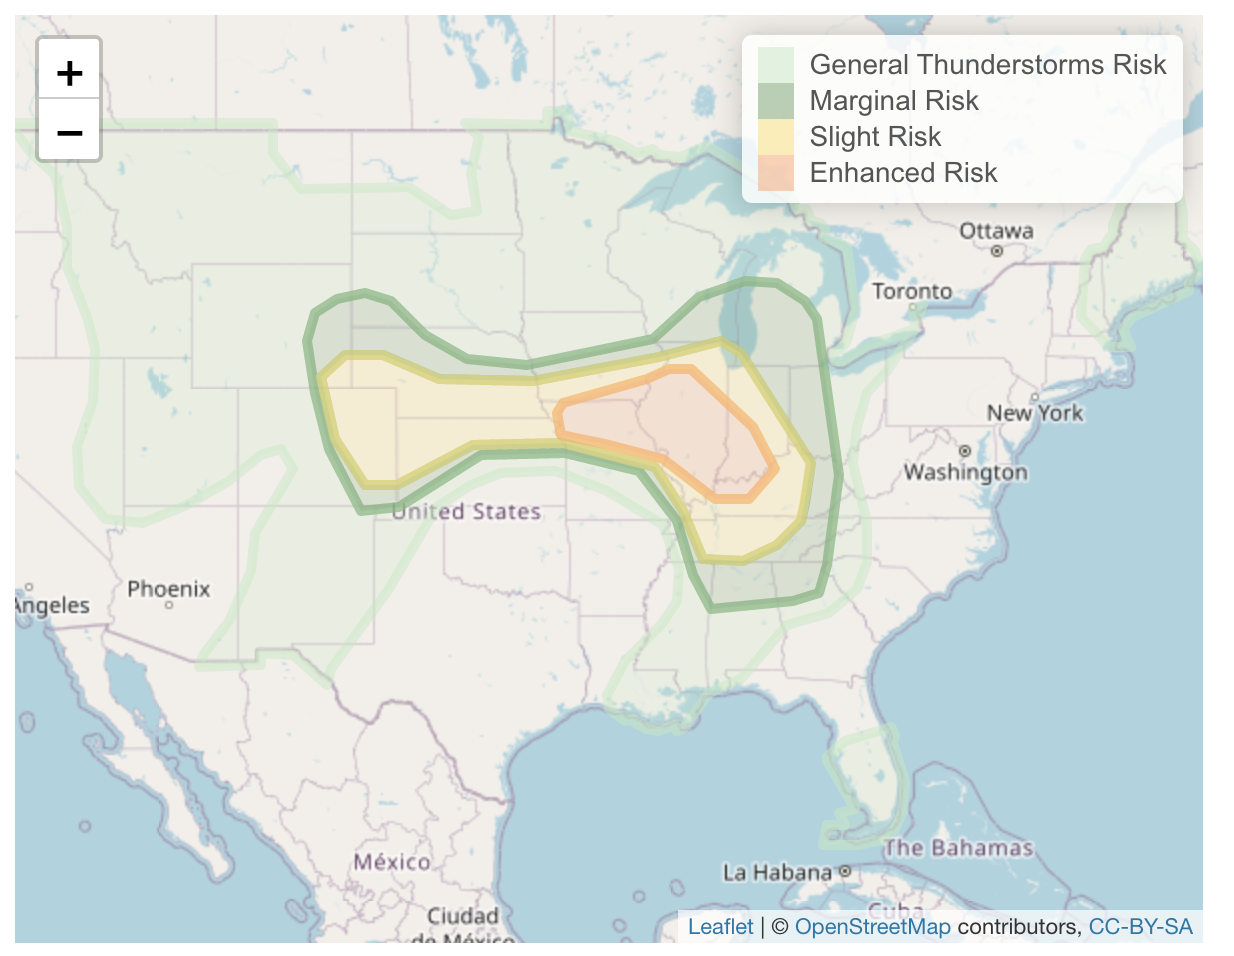 +
−
General Thunderstorms Risk
Marginal Risk
Slight Risk
Enhanced Risk
Ottawa
Toronto
New York
Washington
United States
Phoenix
Angeles
The Bahamas
La Habana
México
Cuba
Ciudad
de México
Leaflet | © OpenStreetMap contributors, CC-BY-SA